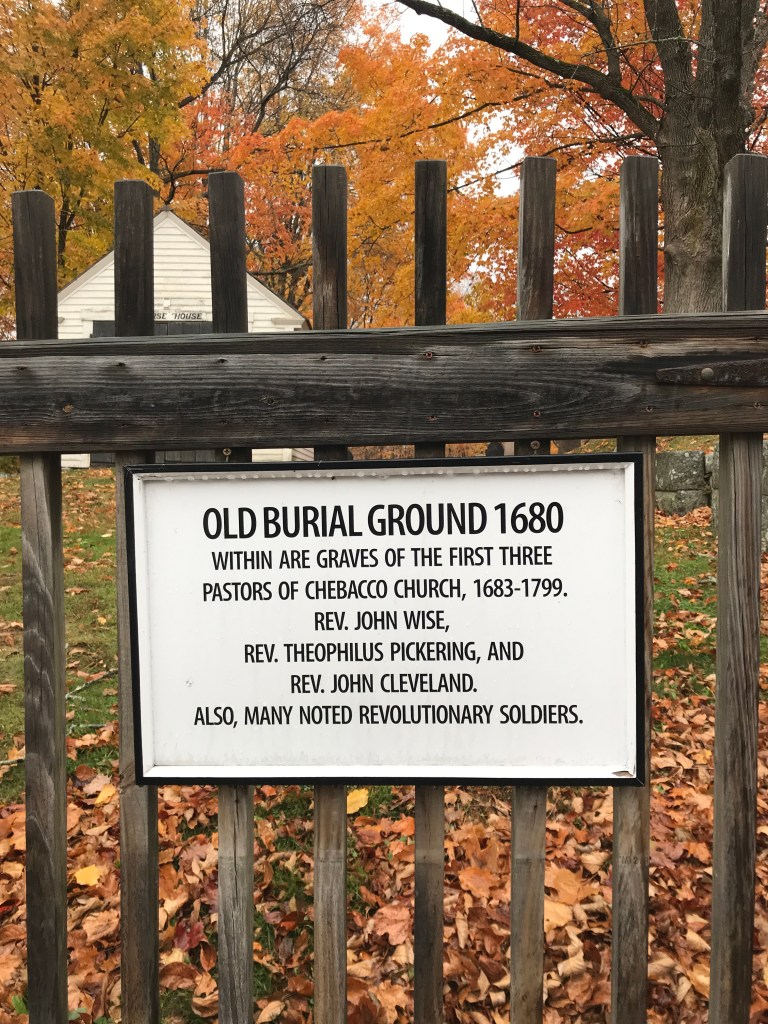 HOUSE
OLD BURIAL GROUND 1680
WITHIN ARE GRAVES OF THE FIRST THREE
PASTORS OF CHEBACCO CHURCH, 1683-1799.
REV. JOHN WISE,
REV. THEOPHILUS PICKERING, AND
REV. JOHN CLEVELAND.
ALSO, MANY NOTED REVOLUTIONARY SOLDIERS.